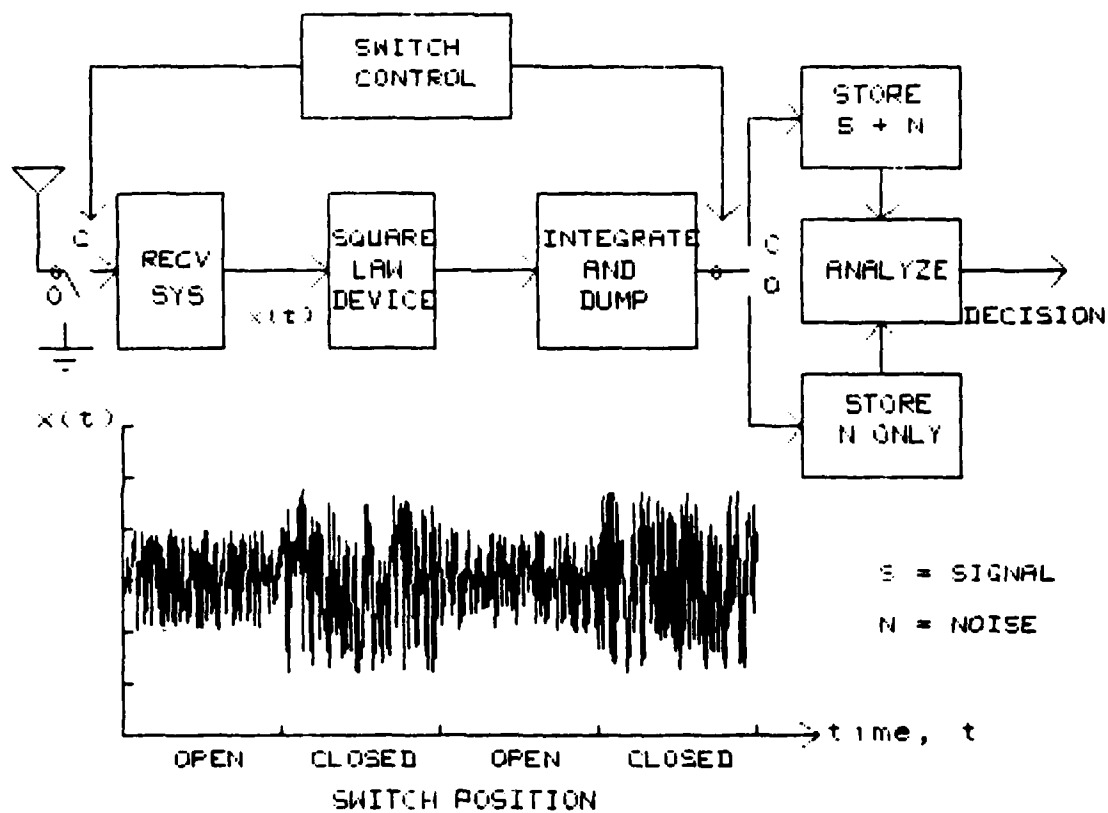 SWITCH
CONTROL
STORE
S + N
C
O
RECV
SYS
x(t)
SQUARE
LAW
DEVICE
INTEGRATE
AND
DUMP
C
O
ANALYZE
DECISION
STORE
N ONLY
x(t)
S = SIGNAL
N = NOISE
time, t
OPEN CLOSED OPEN CLOSED
SWITCH POSITION